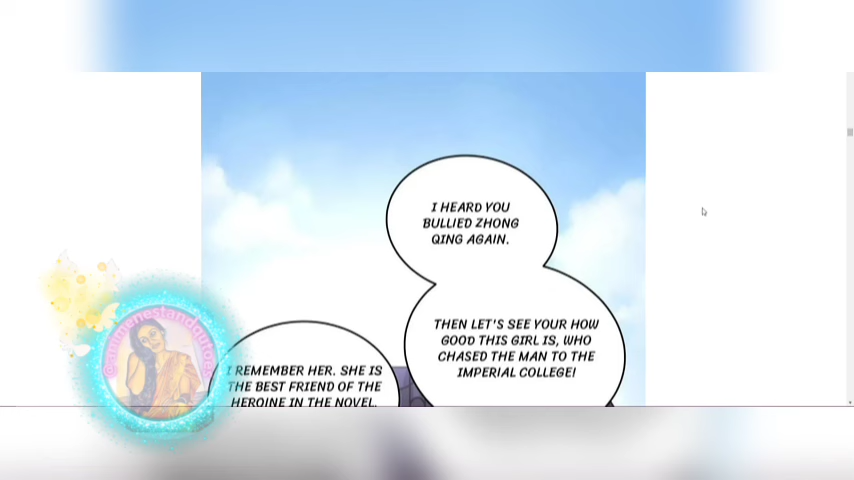 I HEARD YOU
BULLIED ZHONG
QING AGAIN.
THEN LET'S SEE YOUR HOW
GOOD THIS GIRL IS, WHO
CHASED THE MAN TO THE
IMPERIAL COLLEGE!
I REMEMBER HER. SHE IS
THE BEST FRIEND OF THE
HEROINE IN THE NOVEL.